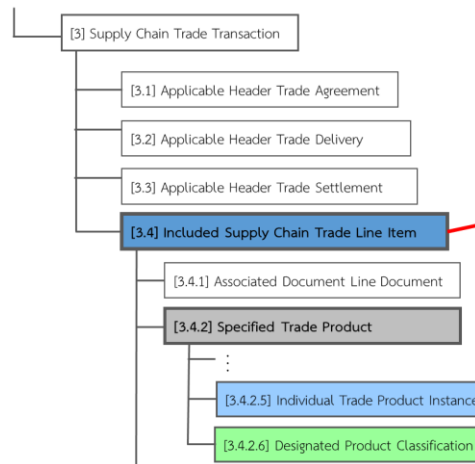 [3] Supply Chain Trade Transaction
[3.1] Applicable Header Trade Agreement
[3.2] Applicable Header Trade Delivery
[3.3] Applicable Header Trade Settlement
[3.4] Included Supply Chain Trade Line Item
[3.4.1] Associated Document Line Document
[3.4.2] Specified Trade Product
⋮
[3.4.2.5] Individual Trade Product Instance
[3.4.2.6] Designated Product Classification